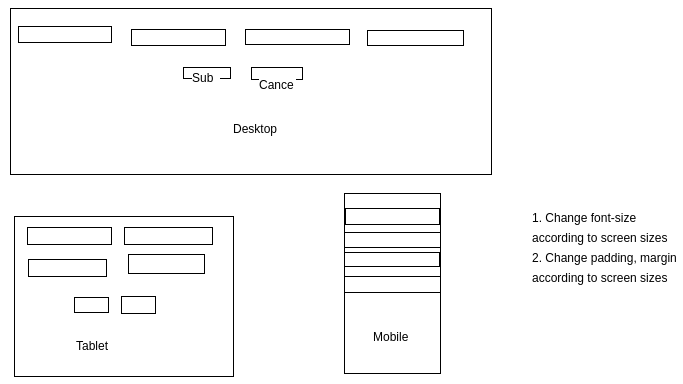 Sub
Cance
Desktop
1. Change font-size
according to screen sizes
2. Change padding, margin
according to screen sizes
Mobile
Tablet